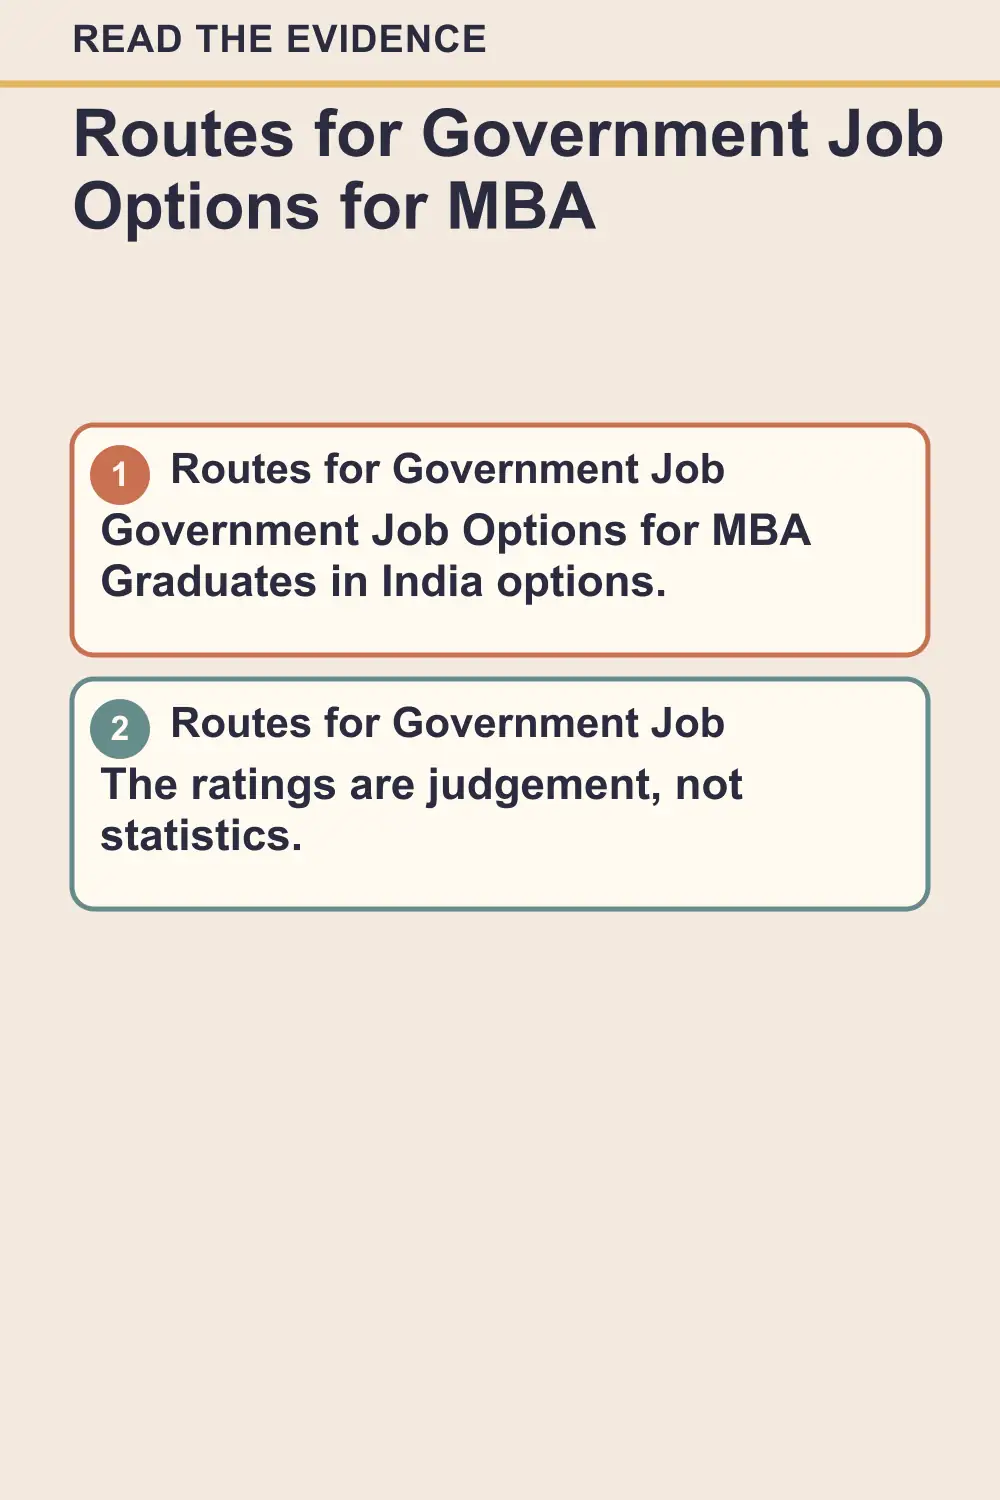 READ THE EVIDENCE
Routes for Government Job
Options for MBA
1 Routes for Government Job
Government Job Options for MBA
Graduates in India options.
2 Routes for Government Job
The ratings are judgement, not
statistics.